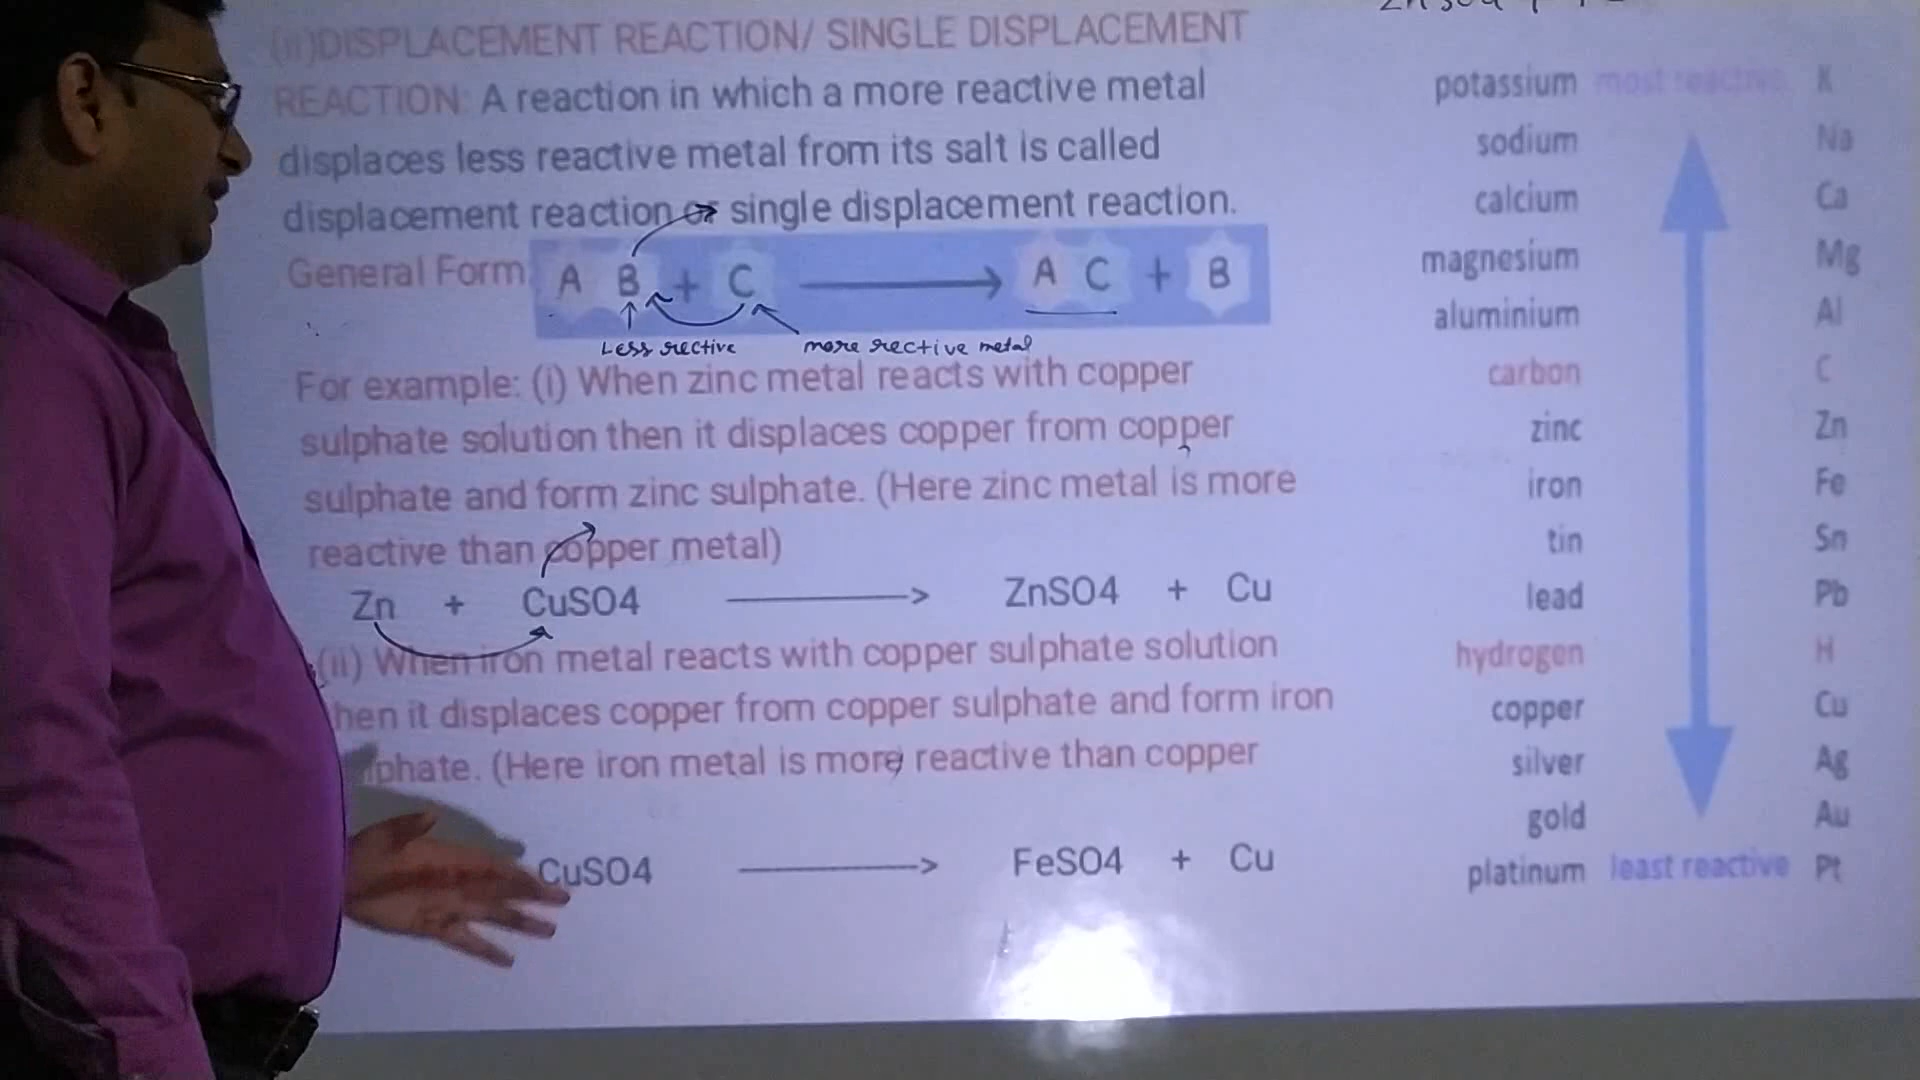 (ii)DISPLACEMENT REACTION/ SINGLE DISPLACEMENT
REACTION: A reaction in which a more reactive metal
displaces less reactive metal from its salt is called
displacement reaction or single displacement reaction.
General Form A B + C A C + B
Less rective more rective metal
For example: (i) When zinc metal reacts with copper
sulphate solution then it displaces copper from copper
sulphate and form zinc sulphate. (Here zinc metal is more
reactive than copper metal)
Zn + CuSO4 ----------> ZnSO4 + Cu
(ii) When iron metal reacts with copper sulphate solution
hen it displaces copper from copper sulphate and form iron
lphate. (Here iron metal is more reactive than copper
CuSO4 ----------> FeSO4 + Cu
potassium most reactive K
sodium Na
calcium Ca
magnesium Mg
aluminium Al
carbon C
zinc Zn
iron Fe
tin Sn
lead Pb
hydrogen H
copper Cu
silver Ag
gold Au
platinum least reactive Pt